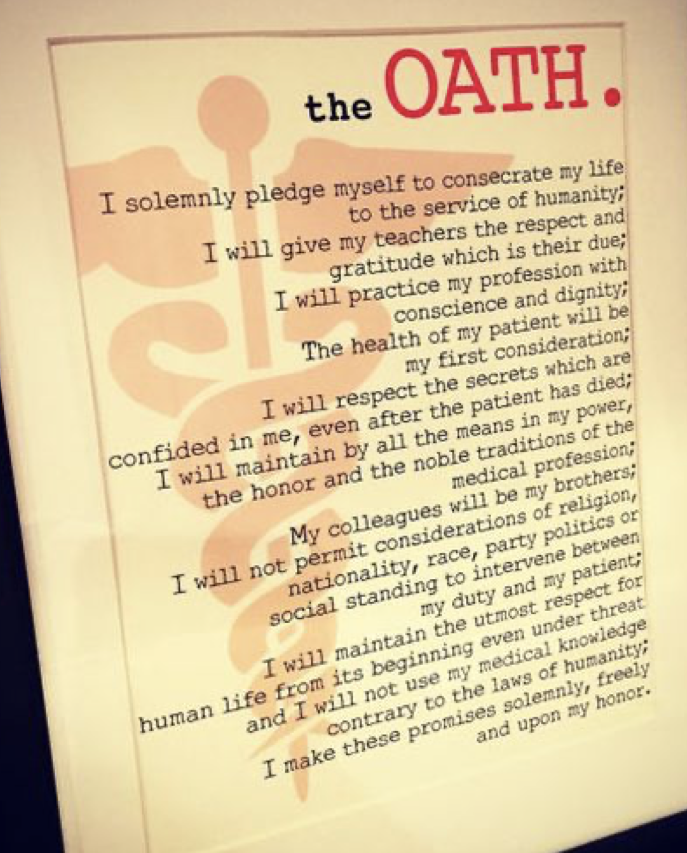 the OATH.
I solemnly pledge myself to consecrate my life
to the service of humanity;
I will give my teachers the respect and
gratitude which is their due;
I will practice my profession with
conscience and dignity;
The health of my patient will be
my first consideration;
I will respect the secrets which are
confided in me, even after the patient has died;
I will maintain by all the means in my power,
the honor and the noble traditions of the
medical profession;
My colleagues will be my brothers;
I will not permit considerations of religion,
nationality, race, party politics or
social standing to intervene between
my duty and my patient;
I will maintain the utmost respect for
human life from its beginning even under threat
and I will not use my medical knowledge
contrary to the laws of humanity;
I make these promises solemnly, freely
and upon my honor.